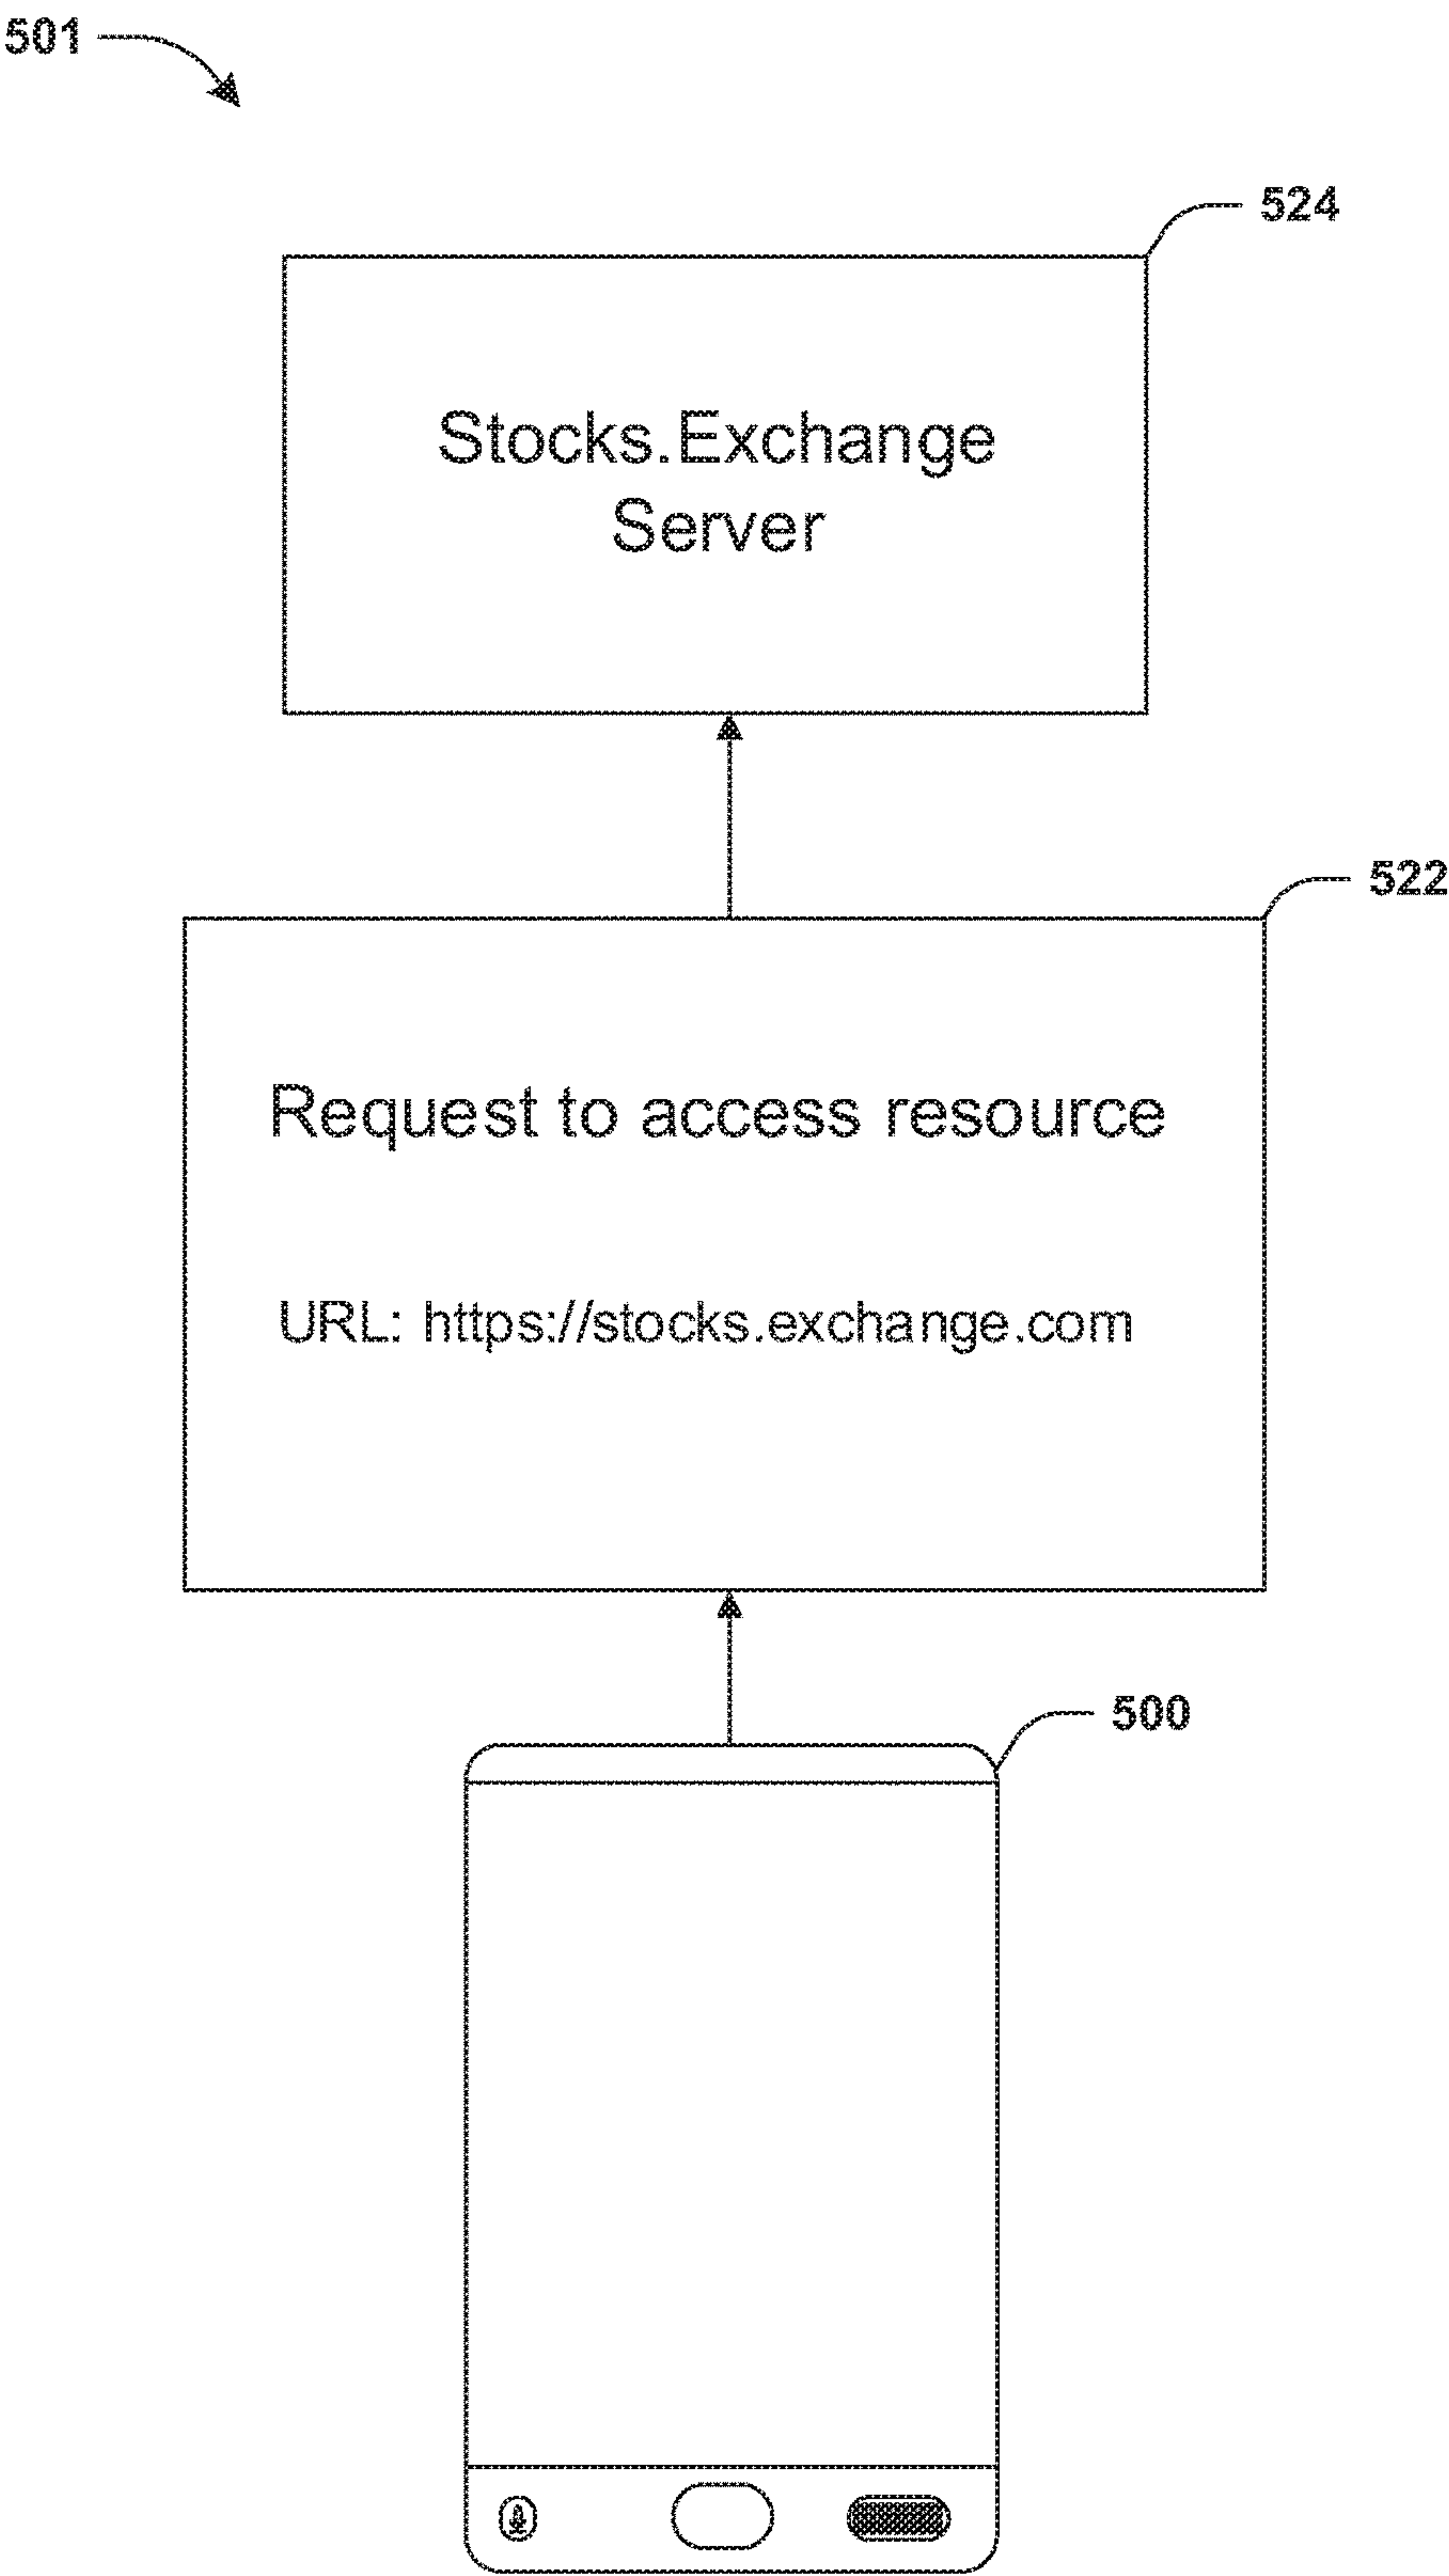 501
524
Stocks.Exchange
Server
522
Request to access resource
URL: https://stocks.exchange.com
500